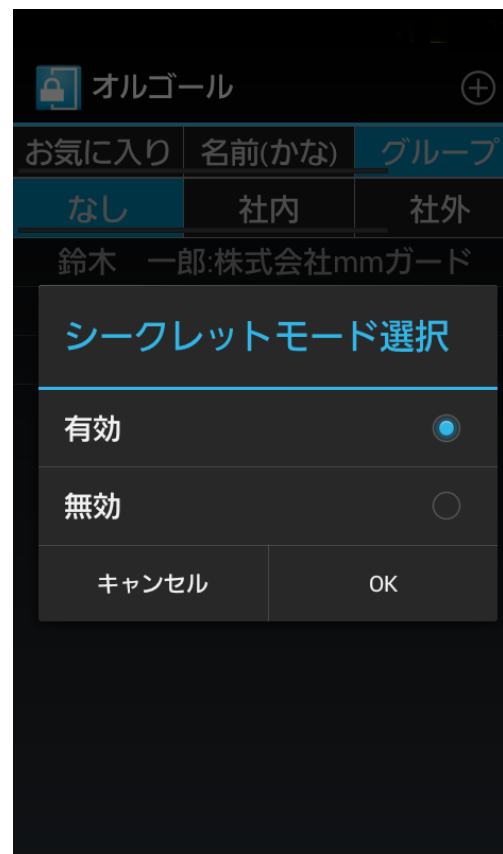 オルゴール
お気に入り 名前(かな) グループ
なし 社内 社外
鈴木 一郎:株式会社mmガード
シークレットモード選択
有効
無効
キャンセル OK